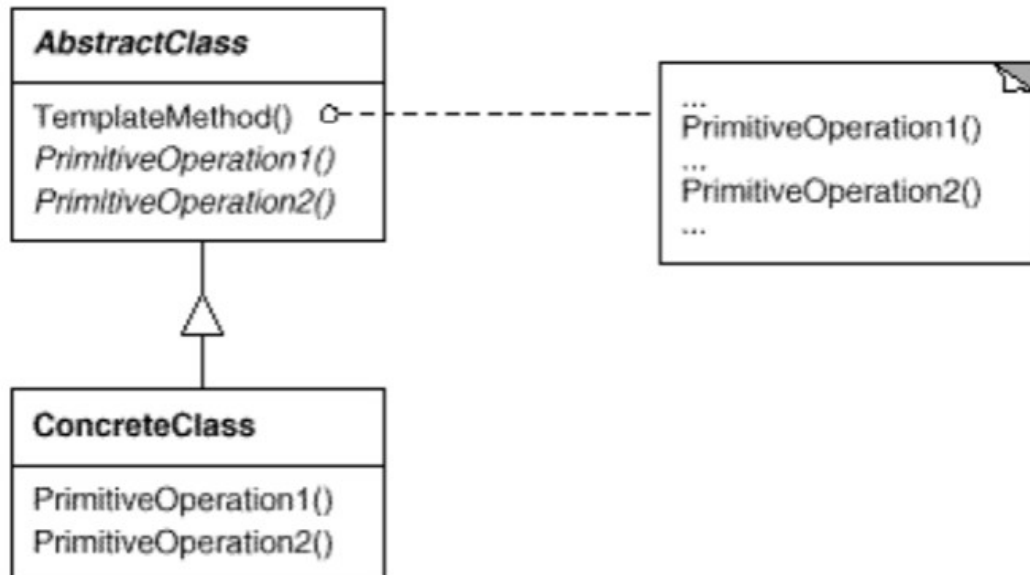 AbstractClass
TemplateMethod()
PrimitiveOperation1()
PrimitiveOperation2()
...
PrimitiveOperation1()
...
PrimitiveOperation2()
...
ConcreteClass
PrimitiveOperation1()
PrimitiveOperation2()